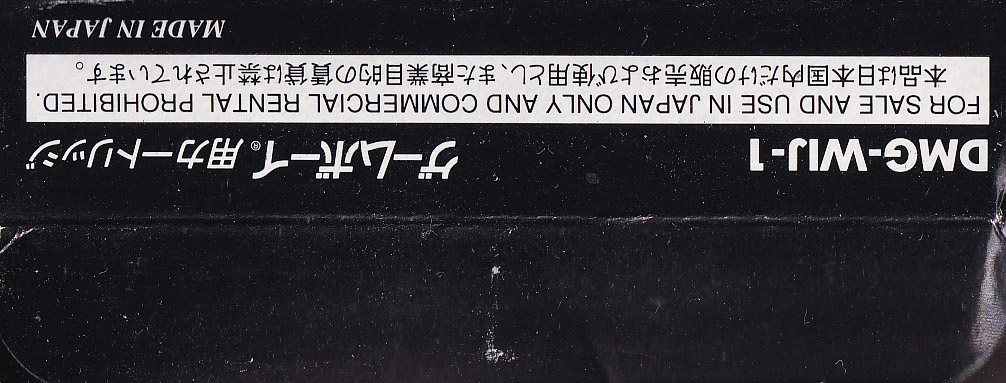 DMG-WIJ-1 ゲームボーイ®用カートリッジ
FOR SALE AND USE IN JAPAN ONLY AND COMMERCIAL RENTAL PROHIBITED.
本品は日本国内だけの販売および使用とし、また商業目的の賃貸は禁止されています。
MADE IN JAPAN